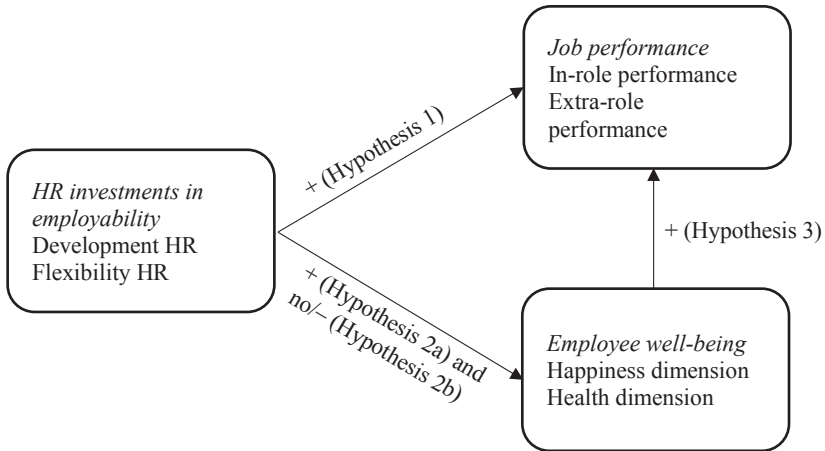 Job performance
In-role performance
Extra-role
performance
+ (Hypothesis 1)
HR investments in
employability
Development HR
Flexibility HR
+ (Hypothesis 3)
+ (Hypothesis 2a) and
no/– (Hypothesis 2b)
Employee well-being
Happiness dimension
Health dimension